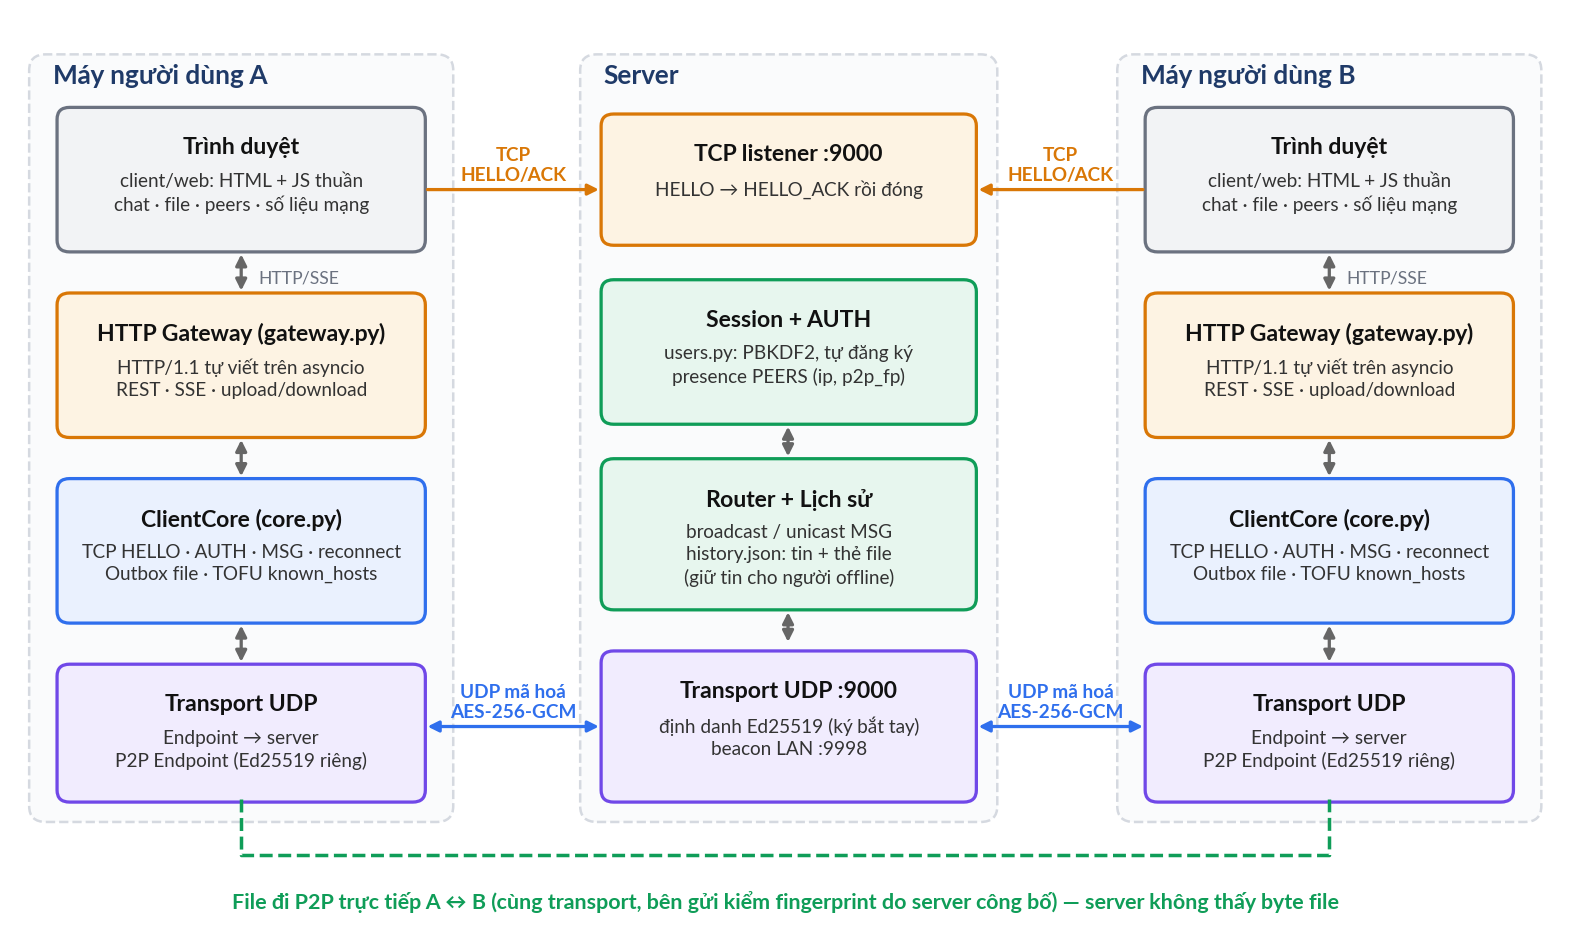 Máy người dùng A
Trình duyệt
client/web: HTML + JS thuần
chat · file · peers · số liệu mạng
HTTP/SSE
HTTP Gateway (gateway.py)
HTTP/1.1 tự viết trên asyncio
REST · SSE · upload/download
ClientCore (core.py)
TCP HELLO · AUTH · MSG · reconnect
Outbox file · TOFU known_hosts
Transport UDP
Endpoint → server
P2P Endpoint (Ed25519 riêng)
TCP
HELLO/ACK
UDP mã hoá
AES-256-GCM
Server
TCP listener :9000
HELLO → HELLO_ACK rồi đóng
Session + AUTH
users.py: PBKDF2, tự đăng ký
presence PEERS (ip, p2p_fp)
Router + Lịch sử
broadcast / unicast MSG
history.json: tin + thẻ file
(giữ tin cho người offline)
Transport UDP :9000
định danh Ed25519 (ký bắt tay)
beacon LAN :9998
TCP
HELLO/ACK
UDP mã hoá
AES-256-GCM
Máy người dùng B
Trình duyệt
client/web: HTML + JS thuần
chat · file · peers · số liệu mạng
HTTP/SSE
HTTP Gateway (gateway.py)
HTTP/1.1 tự viết trên asyncio
REST · SSE · upload/download
ClientCore (core.py)
TCP HELLO · AUTH · MSG · reconnect
Outbox file · TOFU known_hosts
Transport UDP
Endpoint → server
P2P Endpoint (Ed25519 riêng)
File đi P2P trực tiếp A ↔ B (cùng transport, bên gửi kiểm fingerprint do server công bố) — server không thấy byte file